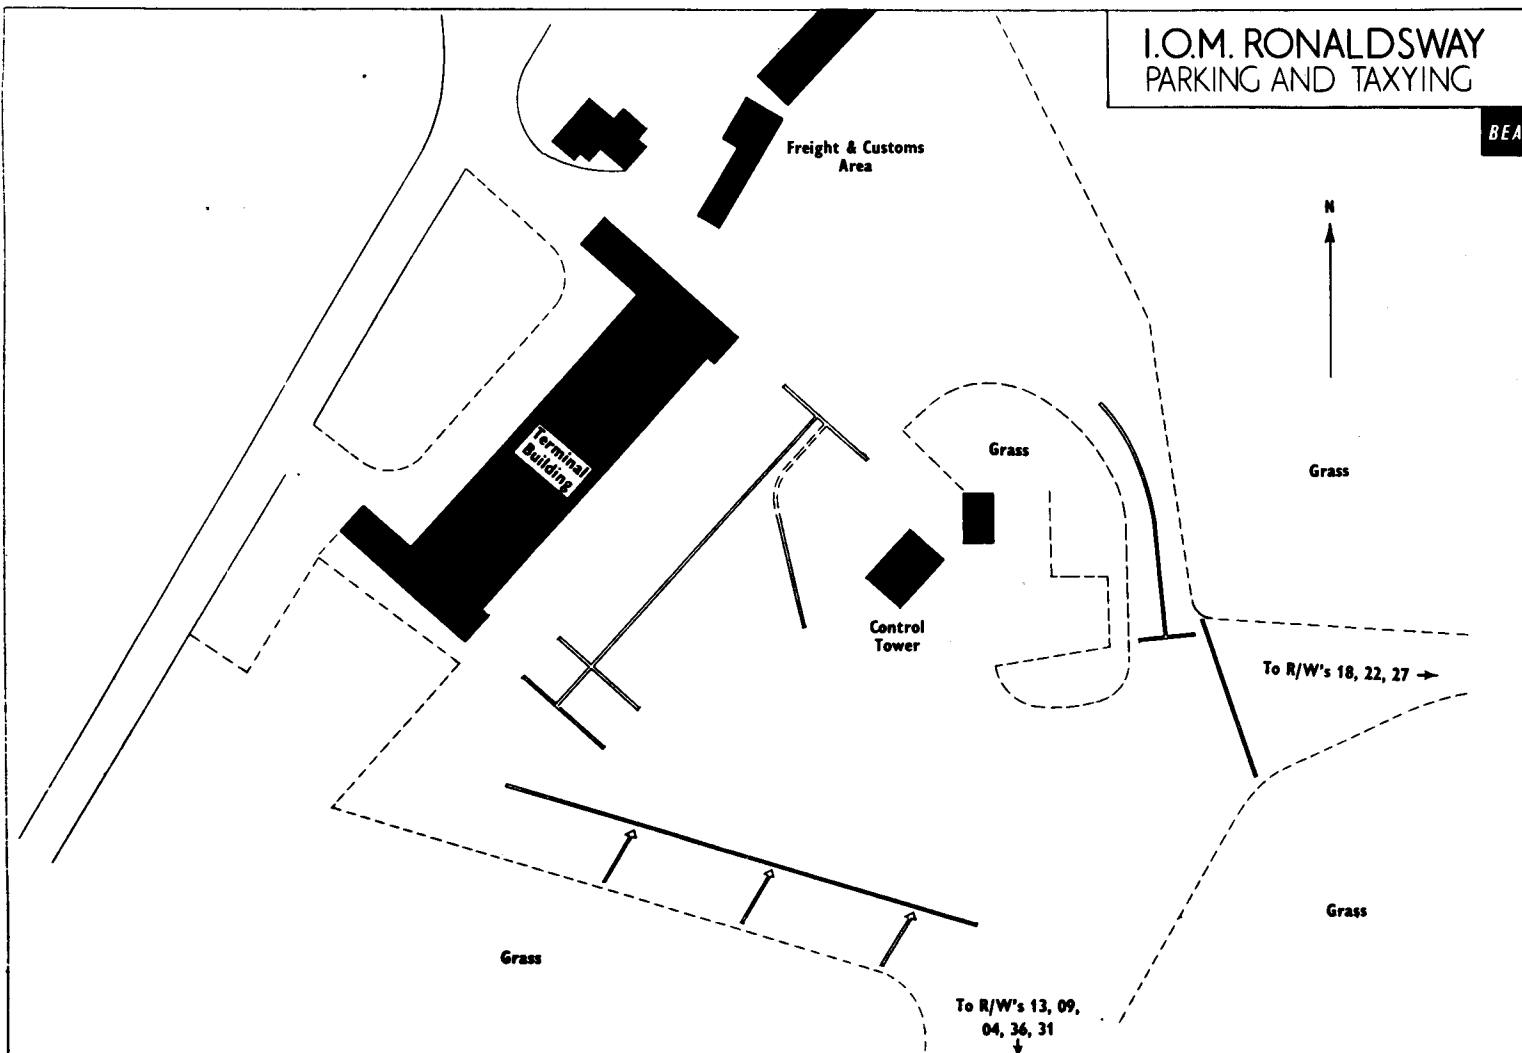 I.O.M. RONALDSWAY
PARKING AND TAXYING
BEA
Freight & Customs
Area
N
Terminal
Building
Grass
Grass
Control
Tower
To R/W's 18, 22, 27 →
Grass
Grass
To R/W's 13, 09,
04, 36, 31
↓